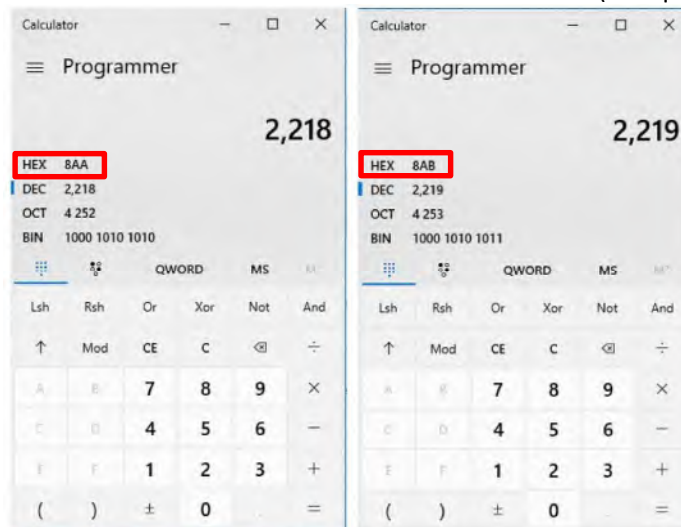 Calculator
Programmer
2,218
HEX 8AA
DEC 2,218
OCT 4 252
BIN 1000 1010 1010
QWORD MS
Lsh Rsh Or Xor Not And
↑ Mod CE C ÷
A B 7 8 9 ×
C D 4 5 6 −
E F 1 2 3 +
( ) ± 0 . =
Calculator
Programmer
2,219
HEX 8AB
DEC 2,219
OCT 4 253
BIN 1000 1010 1011
QWORD MS
Lsh Rsh Or Xor Not And
↑ Mod CE C ÷
A B 7 8 9 ×
C D 4 5 6 −
E F 1 2 3 +
( ) ± 0 . =